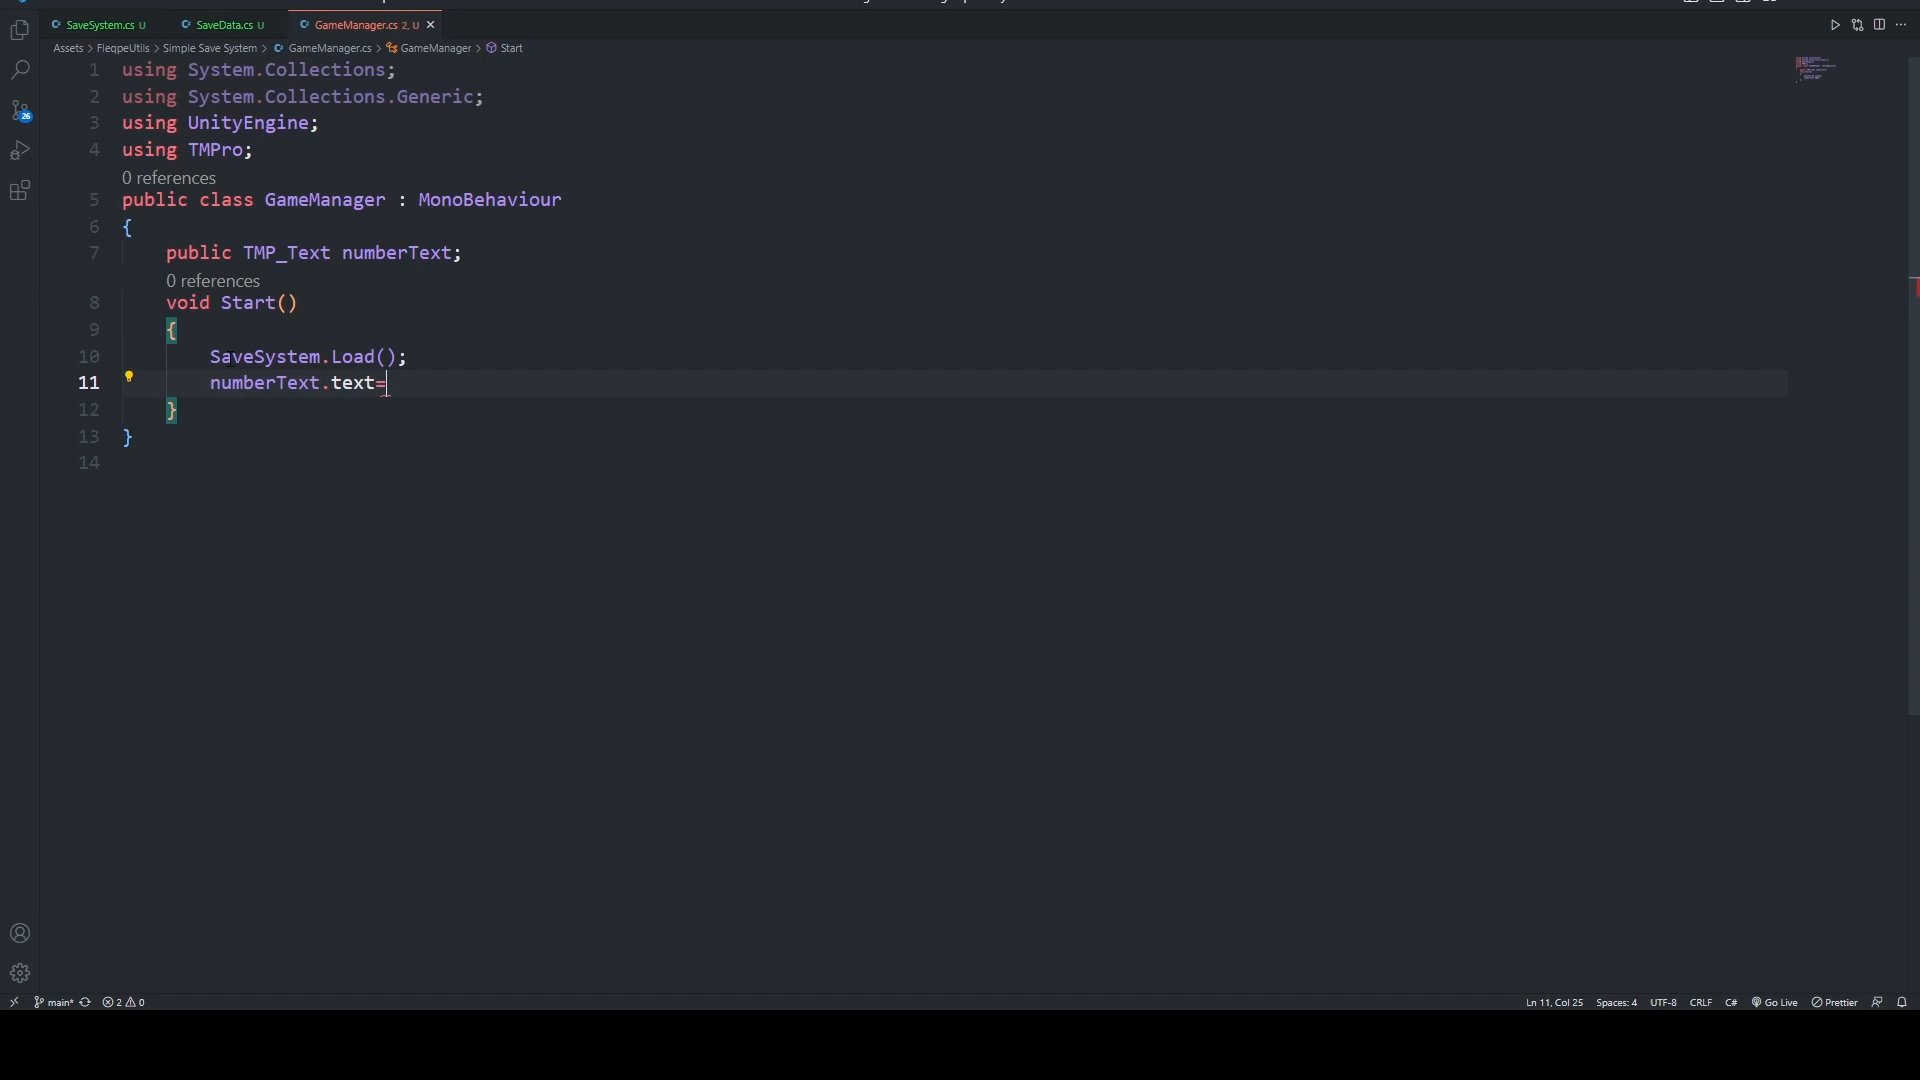 SaveSystem.cs U SaveData.cs U GameManager.cs 2, U
Assets > FleqpeUtils > Simple Save System > GameManager.cs > GameManager > Start
1 using System.Collections;
2 using System.Collections.Generic;
3 using UnityEngine;
4 using TMPro;
0 references
5 public class GameManager : MonoBehaviour
6 {
7 public TMP_Text numberText;
0 references
8 void Start()
9 {
10 SaveSystem.Load();
11 numberText.text=
12 }
13 }
14
26
main* 2 0 Ln 11, Col 25 Spaces: 4 UTF-8 CRLF C# Go Live Prettier